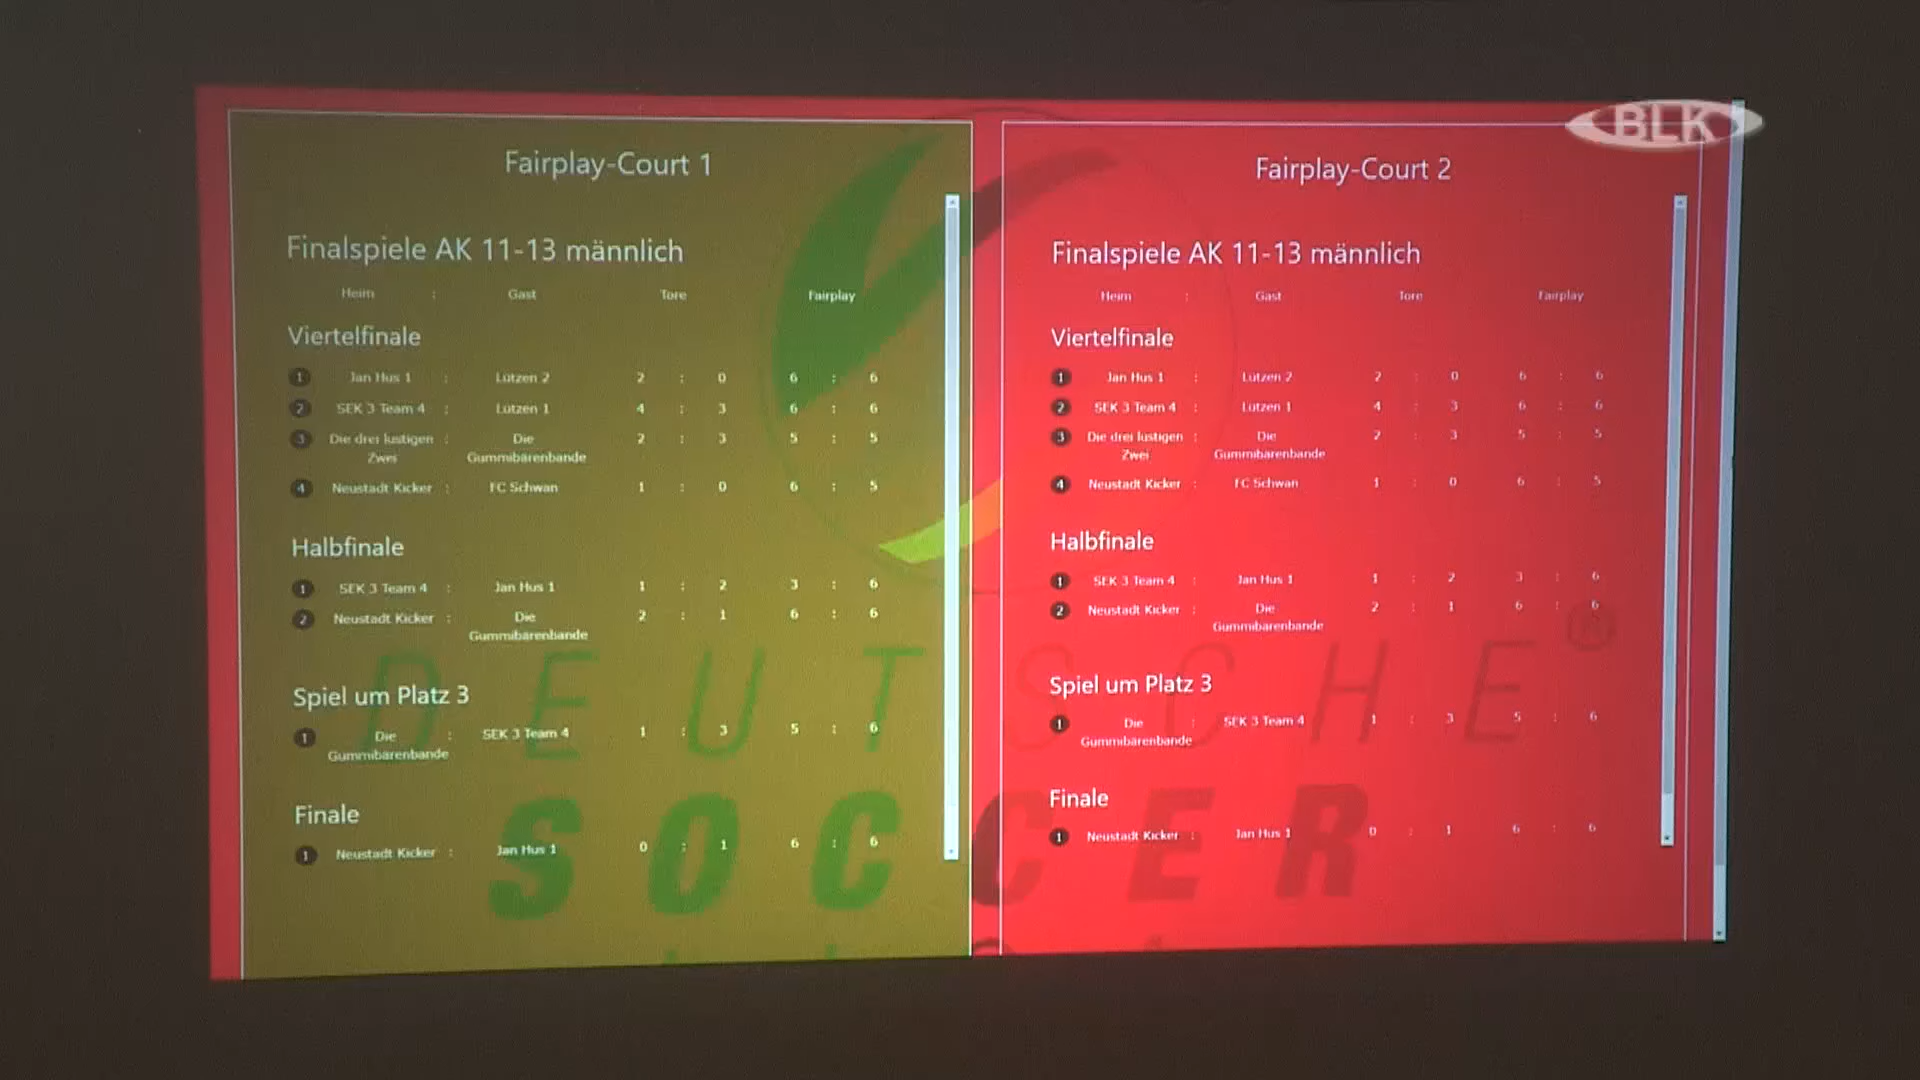 BLK
Fairplay-Court 1
Finalspiele AK 11-13 männlich
Heim : Gast Tore Fairplay
Viertelfinale
1 Jan Hus 1 : Lützen 2 2 : 0 6 : 6
2 SEK 3 Team 4 : Lützen 1 4 : 3 6 : 6
3 Die drei lustigen : Die 2 : 3 5 : 5
Zwei Gummibärenbande
4 Neustadt Kicker : FC Schwan 1 : 0 6 : 5
Halbfinale
1 SEK 3 Team 4 : Jan Hus 1 1 : 2 3 : 6
2 Neustadt Kicker : Die 2 : 1 6 : 6
Gummibärenbande
Spiel um Platz 3
1 Die : SEK 3 Team 4 1 : 3 5 : 6
Gummibärenbande
Finale
1 Neustadt Kicker : Jan Hus 1 0 : 1 6 : 6
Fairplay-Court 2
Finalspiele AK 11-13 männlich
Heim : Gast Tore Fairplay
Viertelfinale
1 Jan Hus 1 : Lützen 2 2 : 0 6 : 6
2 SEK 3 Team 4 : Lützen 1 4 : 3 6 : 6
3 Die drei lustigen : Die 2 : 3 5 : 5
Zwei Gummibärenbande
4 Neustadt Kicker : FC Schwan 1 : 0 6 : 5
Halbfinale
1 SEK 3 Team 4 : Jan Hus 1 1 : 2 3 : 6
2 Neustadt Kicker : Die 2 : 1 6 : 6
Gummibärenbande
Spiel um Platz 3
1 Die : SEK 3 Team 4 1 : 3 5 : 6
Gummibärenbande
Finale
1 Neustadt Kicker : Jan Hus 1 0 : 1 6 : 6
DEUTSCHE ®
SOCCER